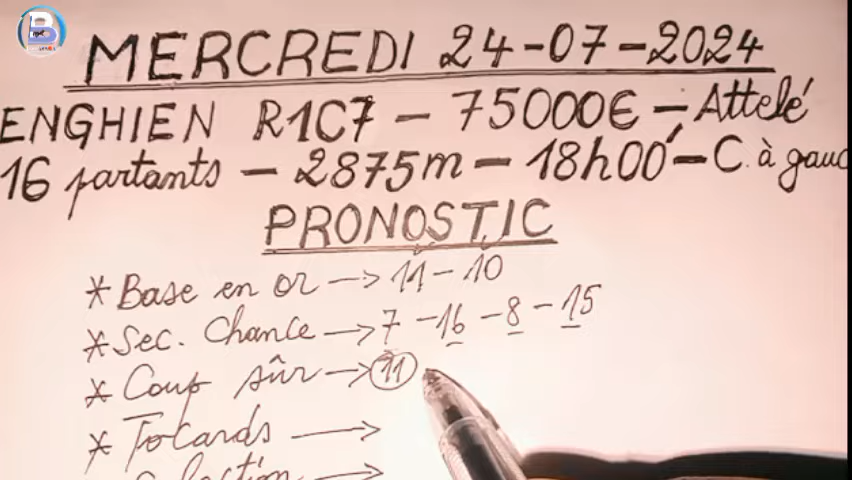 MERCREDI 24-07-2024
ENGHIEN R1C7 - 75000€ - Attelé
16 partants - 2875m - 18h00' - C. à gauc
PRONOSTIC
* Base en or -> 11 - 10
* Sec. Chance -> 7 - 16 - 8 - 15
* Coup sûr -> 11
* Tocards ->
Sélection ->